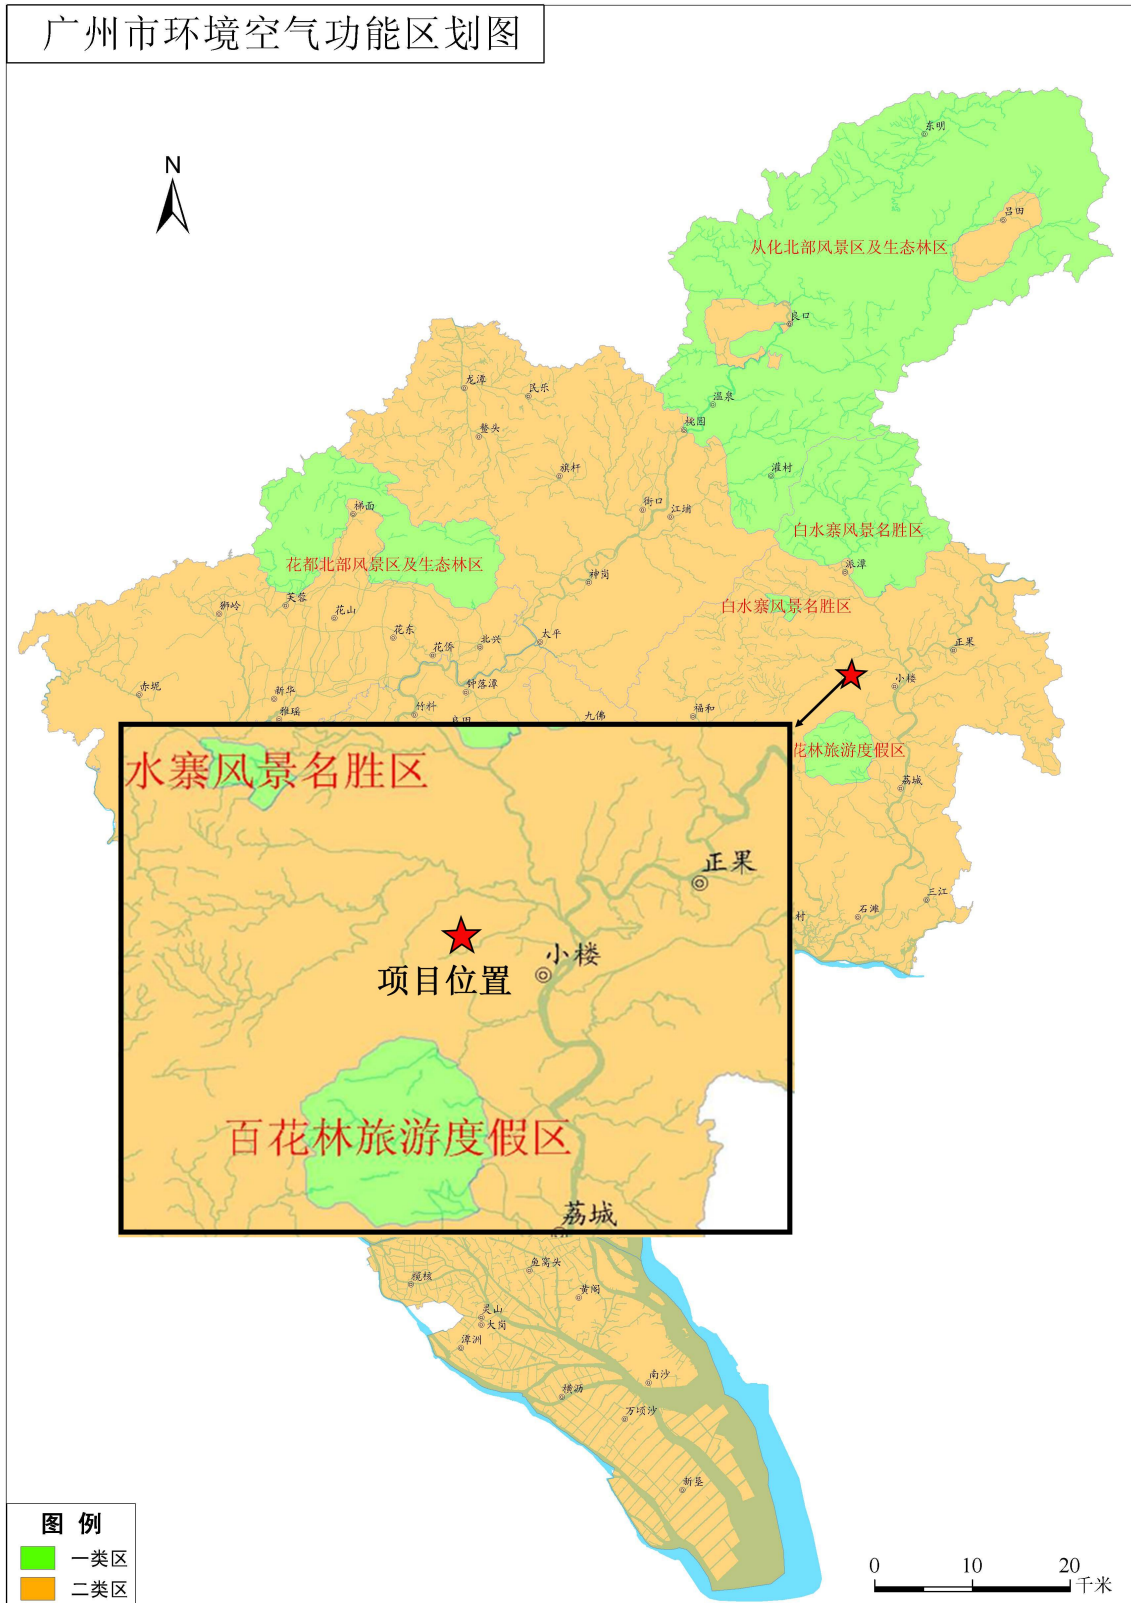 广州市环境空气功能区划图
N
东明
吕田
从化北部风景区及生态林区
良口
龙潭
民乐
温泉
桃园
鳌头
旗杆
灌村
街口
江埔
梯面
白水寨风景名胜区
花都北部风景区及生态林区
派潭
神岗
白水寨风景名胜区
狮岭
芙蓉
花山
花东
花侨
北兴
太平
正果
赤坭
新华
雅瑶
钟落潭
竹料
九佛
福和
小楼
花林旅游度假区
荔城
三江
石滩
村
水寨风景名胜区
正果
小楼
项目位置
百花林旅游度假区
荔城
鱼窝头
榄核
黄阁
灵山
大岗
潭洲
南沙
横沥
万顷沙
新垦
图 例
一类区
二类区
0 10 20
千米